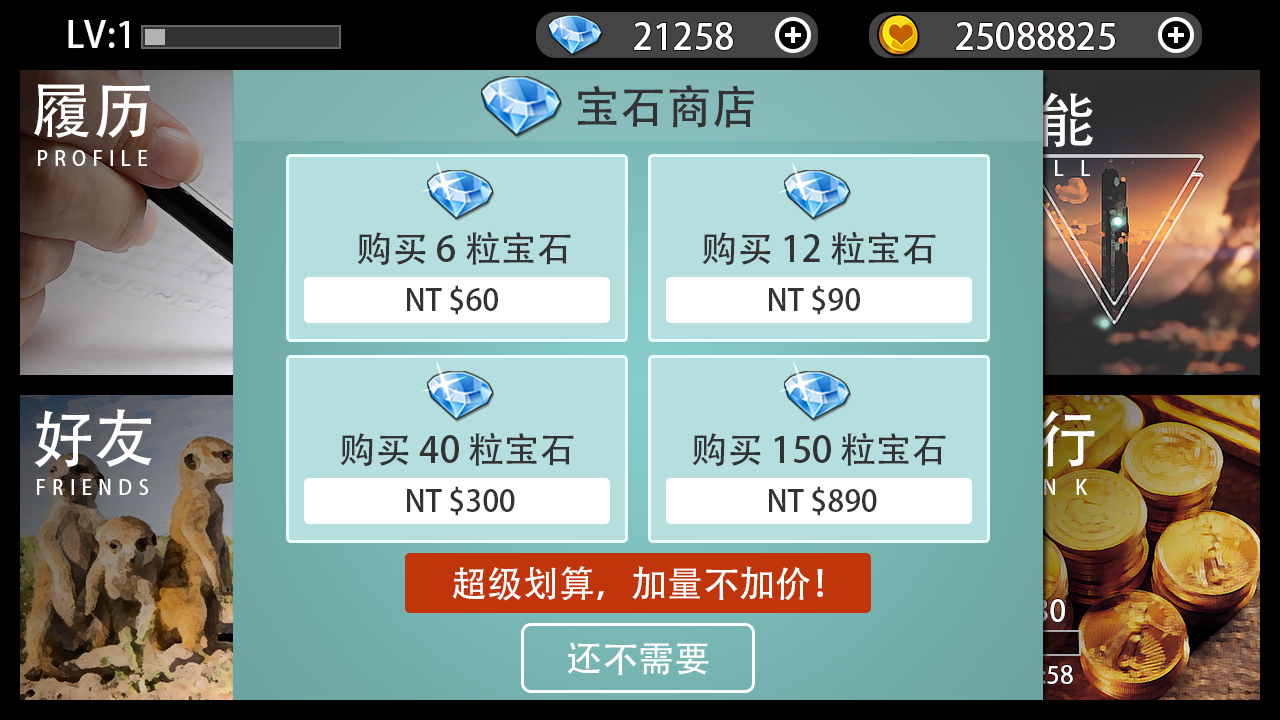 LV:1
21258
25088825
宝石商店
履历
PROFILE
能
LL
购买 6 粒宝石
NT $60
购买 12 粒宝石
NT $90
购买 40 粒宝石
NT $300
购买 150 粒宝石
NT $890
好友
FRIENDS
行
NK
超级划算，加量不加价！
30
:58
还不需要